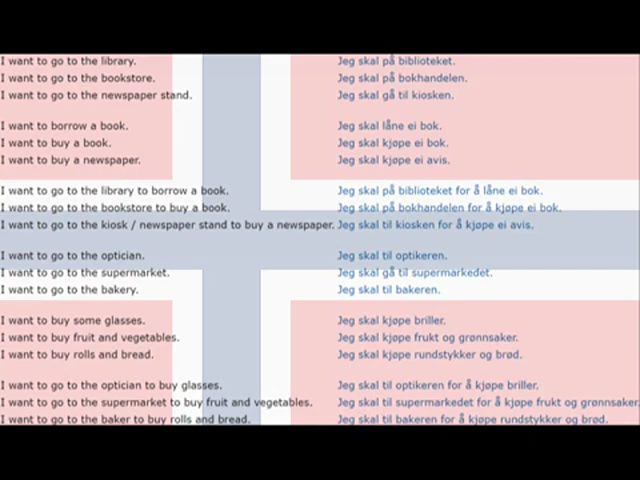 I want to go to the library. Jeg skal på biblioteket.
I want to go to the bookstore. Jeg skal på bokhandelen.
I want to go to the newspaper stand. Jeg skal gå til kiosken.
I want to borrow a book. Jeg skal låne ei bok.
I want to buy a book. Jeg skal kjøpe ei bok.
I want to buy a newspaper. Jeg skal kjøpe ei avis.
I want to go to the library to borrow a book. Jeg skal på biblioteket for å låne ei bok.
I want to go to the bookstore to buy a book. Jeg skal på bokhandelen for å kjøpe ei bok.
I want to go to the kiosk / newspaper stand to buy a newspaper. Jeg skal til kiosken for å kjøpe ei avis.
I want to go to the optician. Jeg skal til optikeren.
I want to go to the supermarket. Jeg skal gå til supermarkedet.
I want to go to the bakery. Jeg skal til bakeren.
I want to buy some glasses. Jeg skal kjøpe briller.
I want to buy fruit and vegetables. Jeg skal kjøpe frukt og grønnsaker.
I want to buy rolls and bread. Jeg skal kjøpe rundstykker og brød.
I want to go to the optician to buy glasses. Jeg skal til optikeren for å kjøpe briller.
I want to go to the supermarket to buy fruit and vegetables. Jeg skal til supermarkedet for å kjøpe frukt og grønnsaker.
I want to go to the baker to buy rolls and bread. Jeg skal til bakeren for å kjøpe rundstykker og brød.